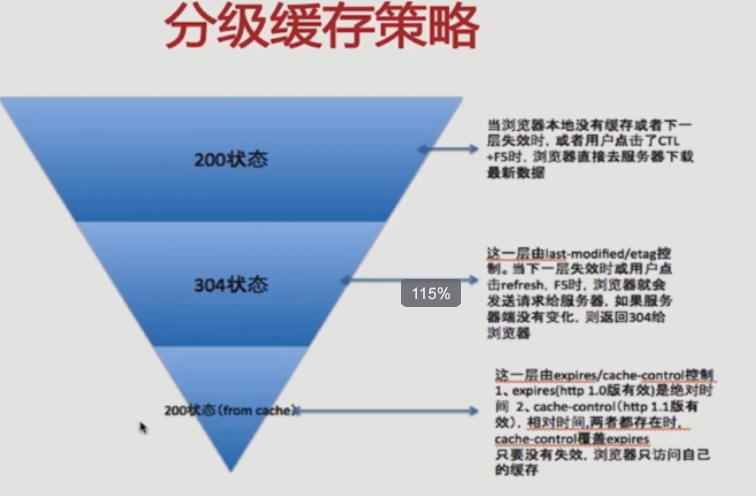 分级缓存策略
200状态
当浏览器本地没有缓存或者下一
层失效时，或者用户点击了CTL
+F5时，浏览器直接去服务器下载
最新数据
304状态
这一层由last-modified/etag控
制。当下一层失效时或用户点
击refresh，F5时，浏览器就会
发送请求给服务器，如果服务
器端没有变化，则返回304给
浏览器
115%
200状态（from cache）
这一层由expires/cache-control控制
1、expires(http 1.0版有效)是绝对时
间 2、cache-control（http 1.1版有
效），相对时间,两者都存在时，
cache-control覆盖expires
只要没有失效，浏览器只访问自己
的缓存